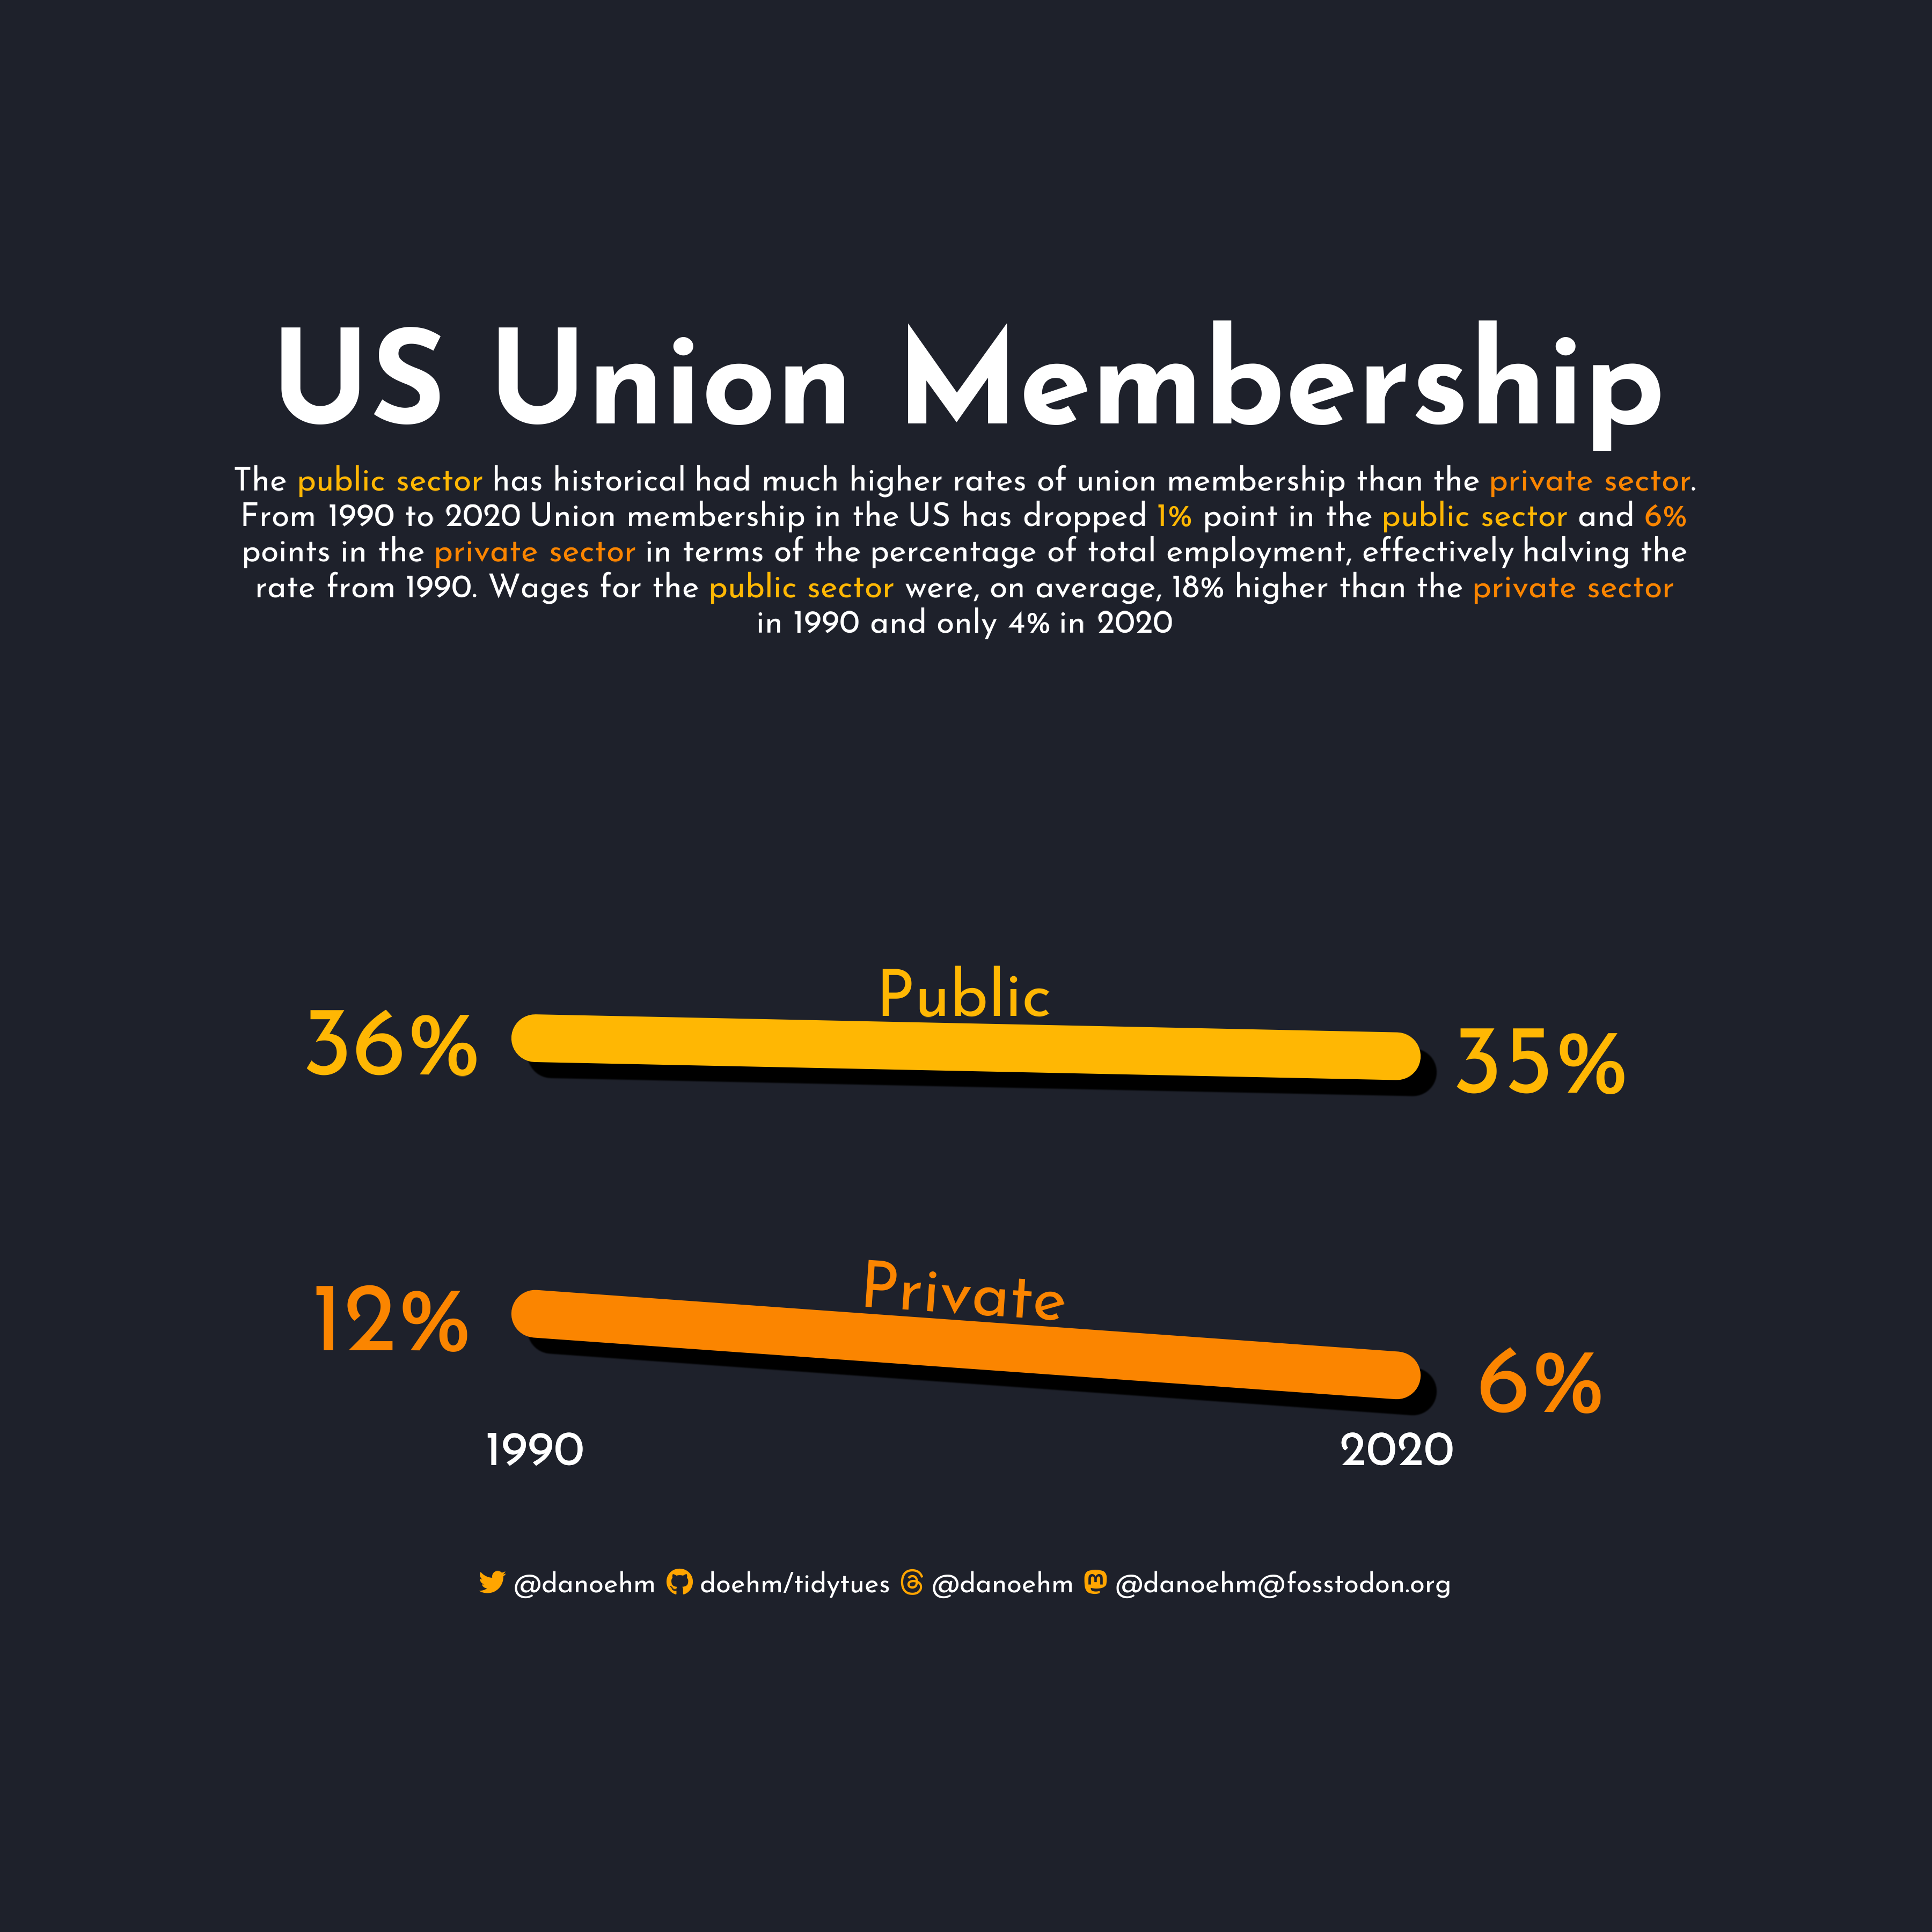 US Union Membership
The public sector has historical had much higher rates of union membership than the private sector.
From 1990 to 2020 Union membership in the US has dropped 1% point in the public sector and 6%
points in the private sector in terms of the percentage of total employment, effectively halving the
rate from 1990. Wages for the public sector were, on average, 18% higher than the private sector
in 1990 and only 4% in 2020
Public
36%
35%
Private
12%
6%
1990
2020
@danoehm doehm/tidytues @danoehm @danoehm@fosstodon.org